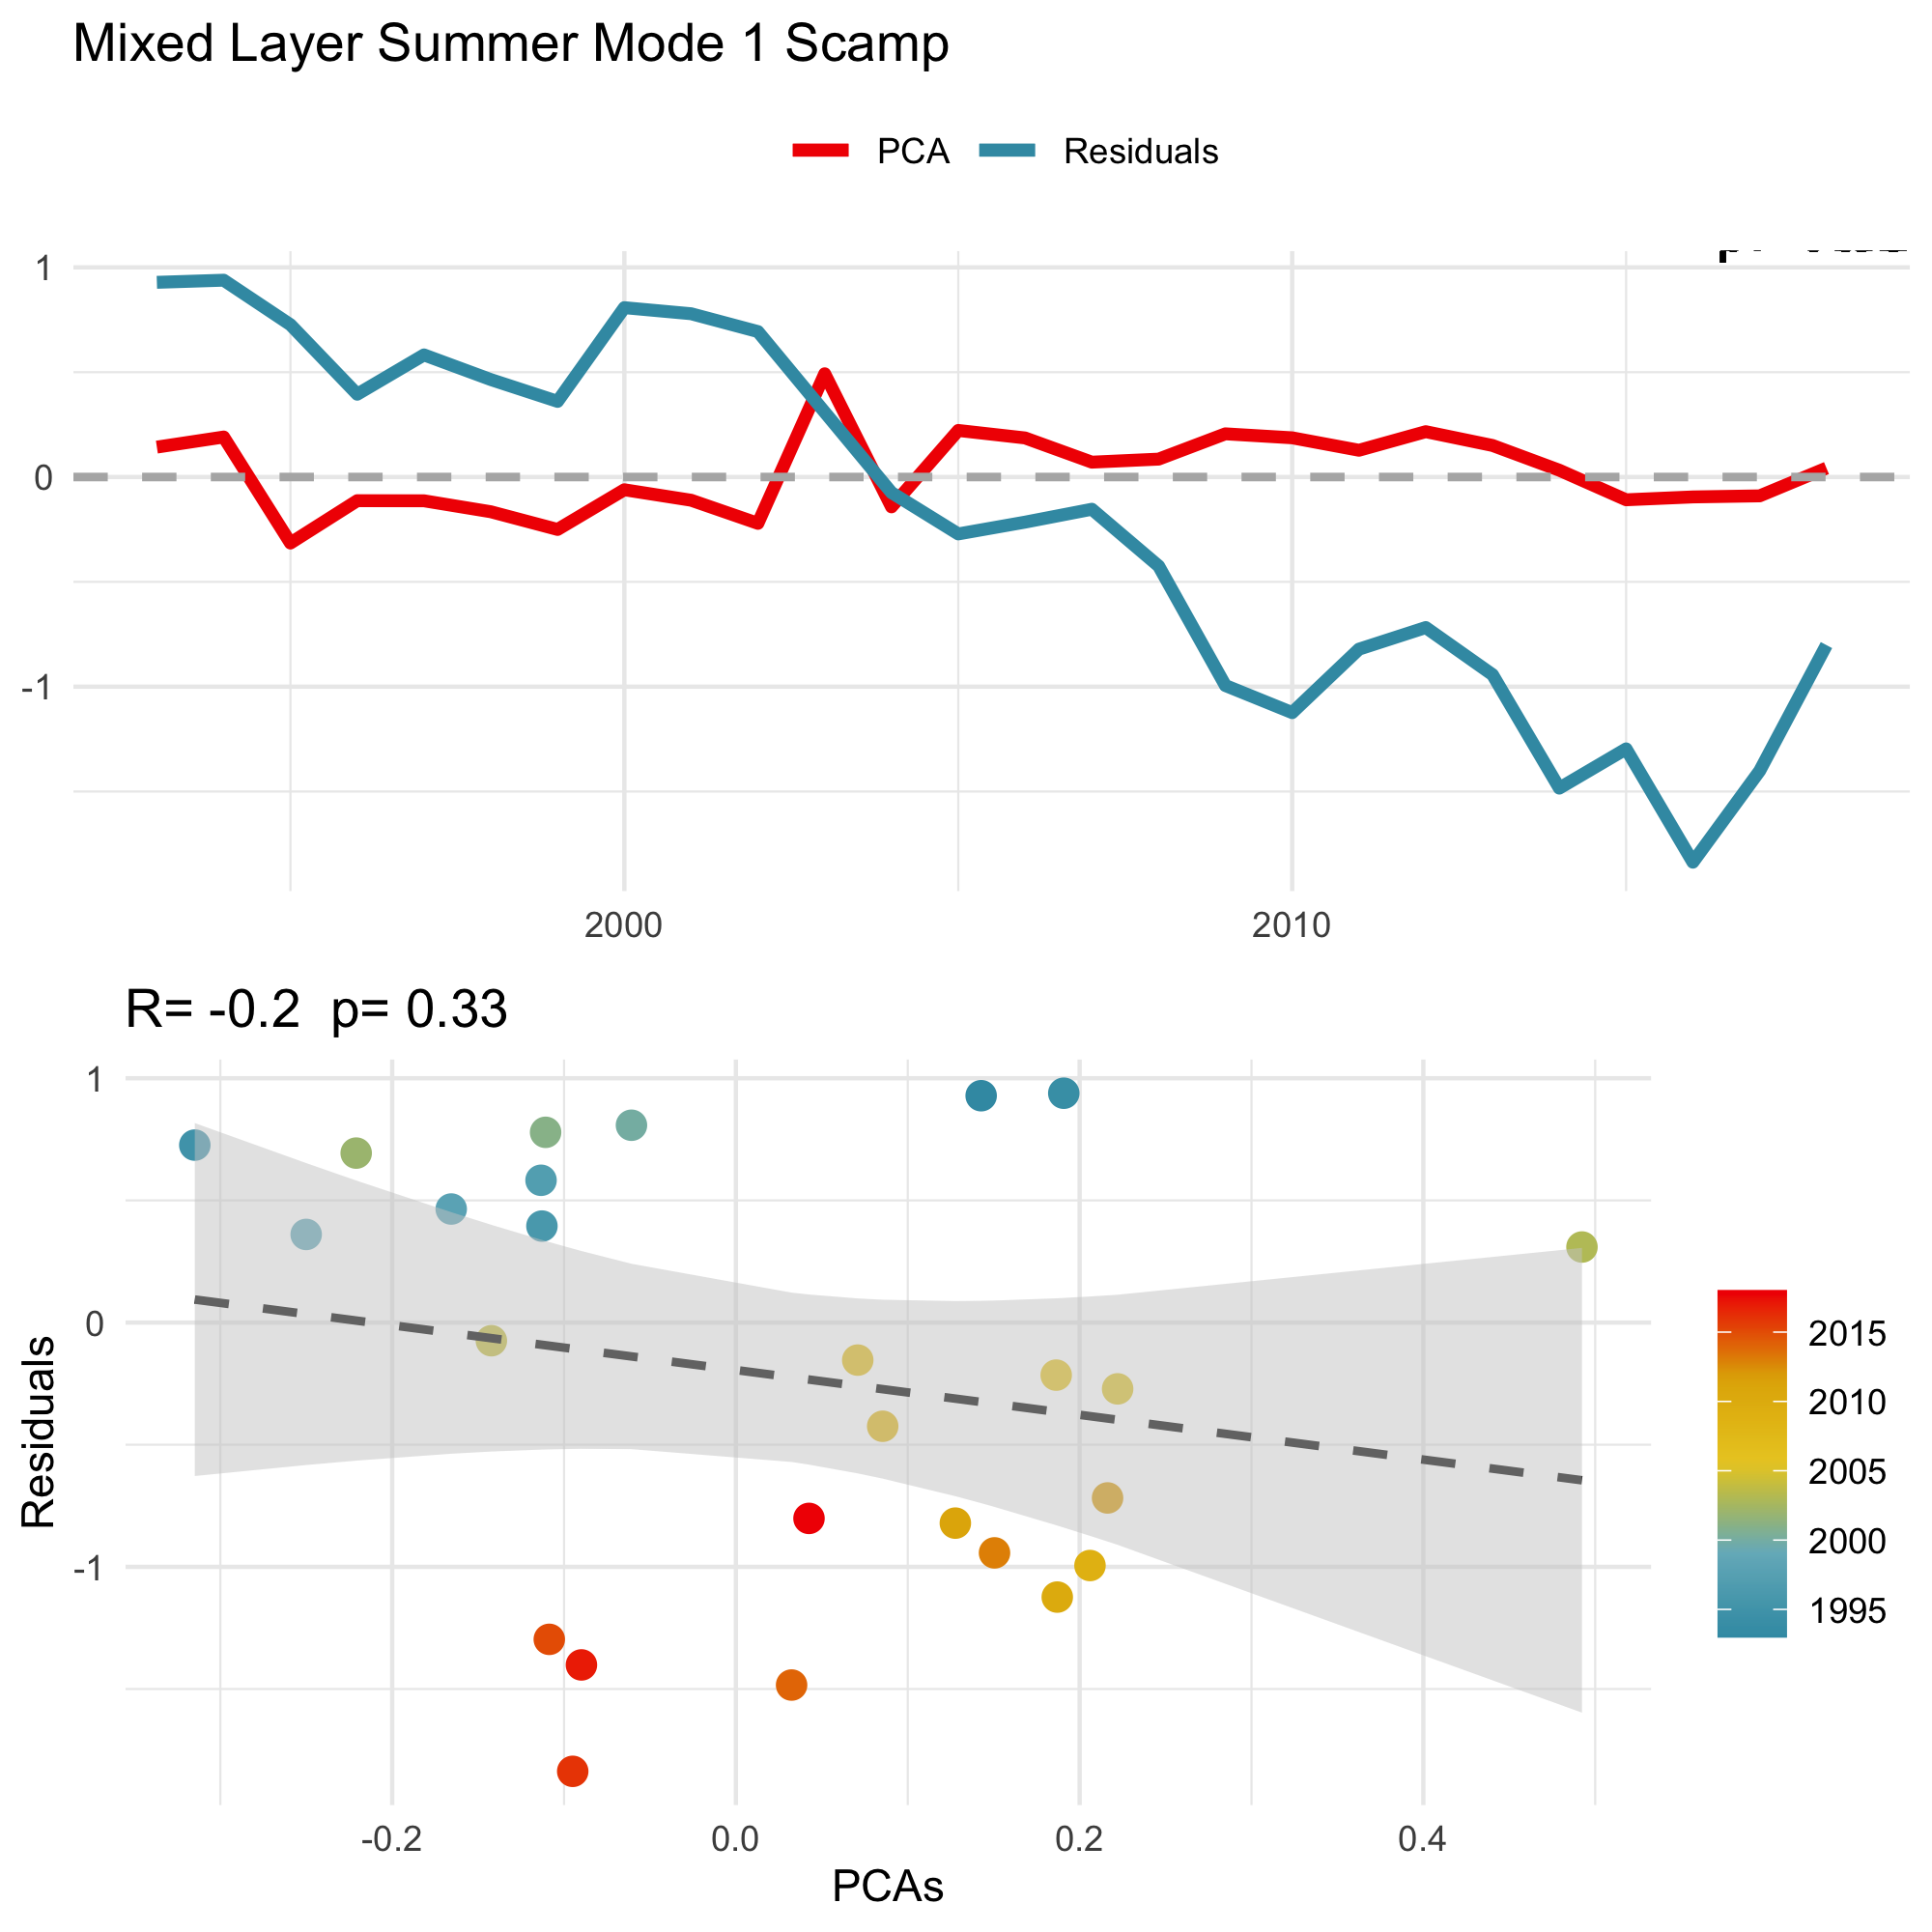 Mixed Layer Summer Mode 1 Scamp
PCA Residuals
1
0
-1
2000 2010
R= -0.2 p= 0.33
1
0
-1
Residuals
-0.2 0.0 0.2 0.4
PCAs
2015
2010
2005
2000
1995